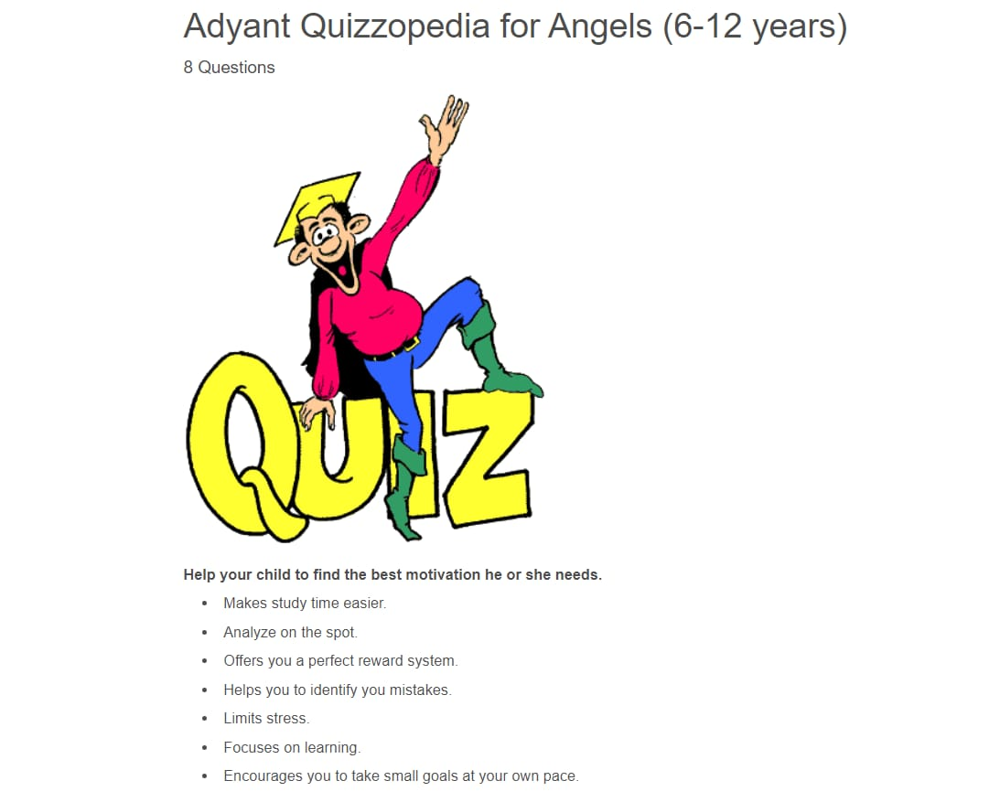 Adyant Quizzopedia for Angels (6-12 years)
8 Questions
QUIZ
Help your child to find the best motivation he or she needs.
• Makes study time easier.
• Analyze on the spot.
• Offers you a perfect reward system.
• Helps you to identify you mistakes.
• Limits stress.
• Focuses on learning.
• Encourages you to take small goals at your own pace.